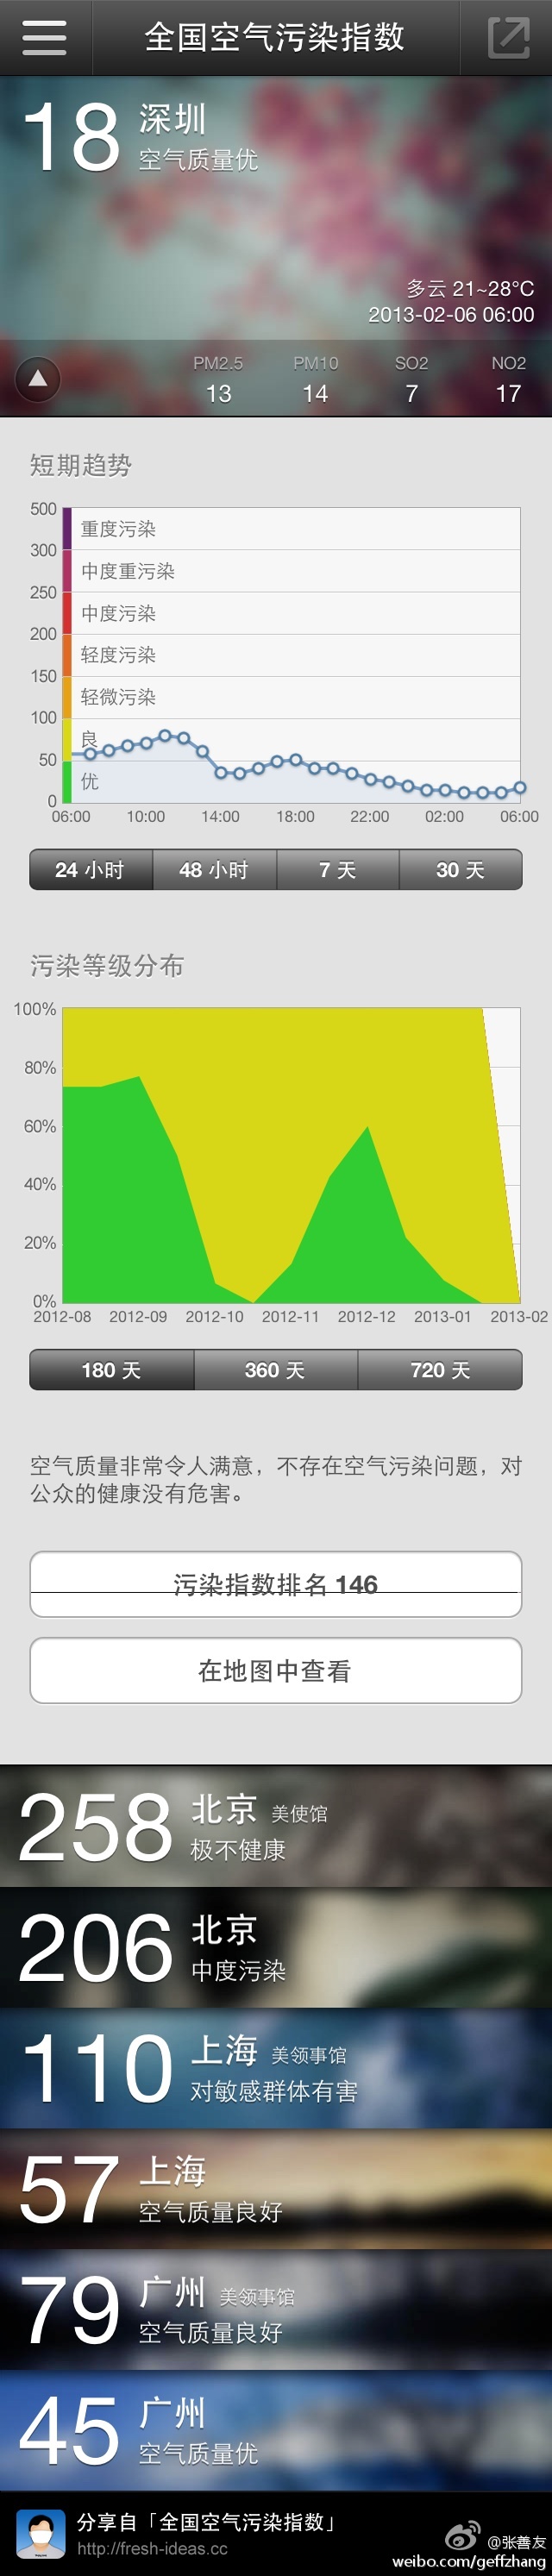 全国空气污染指数
18
深圳
空气质量优
多云 21~28°C
2013-02-06 06:00
PM2.5 PM10 SO2 NO2
13 14 7 17
短期趋势
500
300
250
200
150
100
50
0
重度污染
中度重污染
中度污染
轻度污染
轻微污染
良
优
06:00 10:00 14:00 18:00 22:00 02:00 06:00
24 小时 48 小时 7 天 30 天
污染等级分布
100%
80%
60%
40%
20%
0%
2012-08 2012-09 2012-10 2012-11 2012-12 2013-01 2013-02
180 天 360 天 720 天
空气质量非常令人满意，不存在空气污染问题，对
公众的健康没有危害。
污染指数排名 146
在地图中查看
258 北京 美使馆
极不健康
206 北京
中度污染
110 上海 美领事馆
对敏感群体有害
57 上海
空气质量良好
79 广州 美领事馆
空气质量良好
45 广州
空气质量优
分享自「全国空气污染指数」
http://fresh-ideas.cc
@张善友
weibo.com/geffzhang